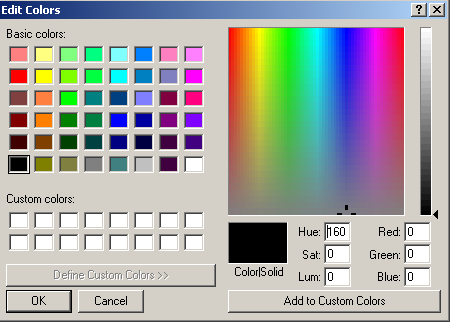 Edit Colors
Basic colors:
Custom colors:
Define Custom Colors >>
OK
Cancel
Color|Solid
Hue: 160
Sat: 0
Lum: 0
Red: 0
Green: 0
Blue: 0
Add to Custom Colors